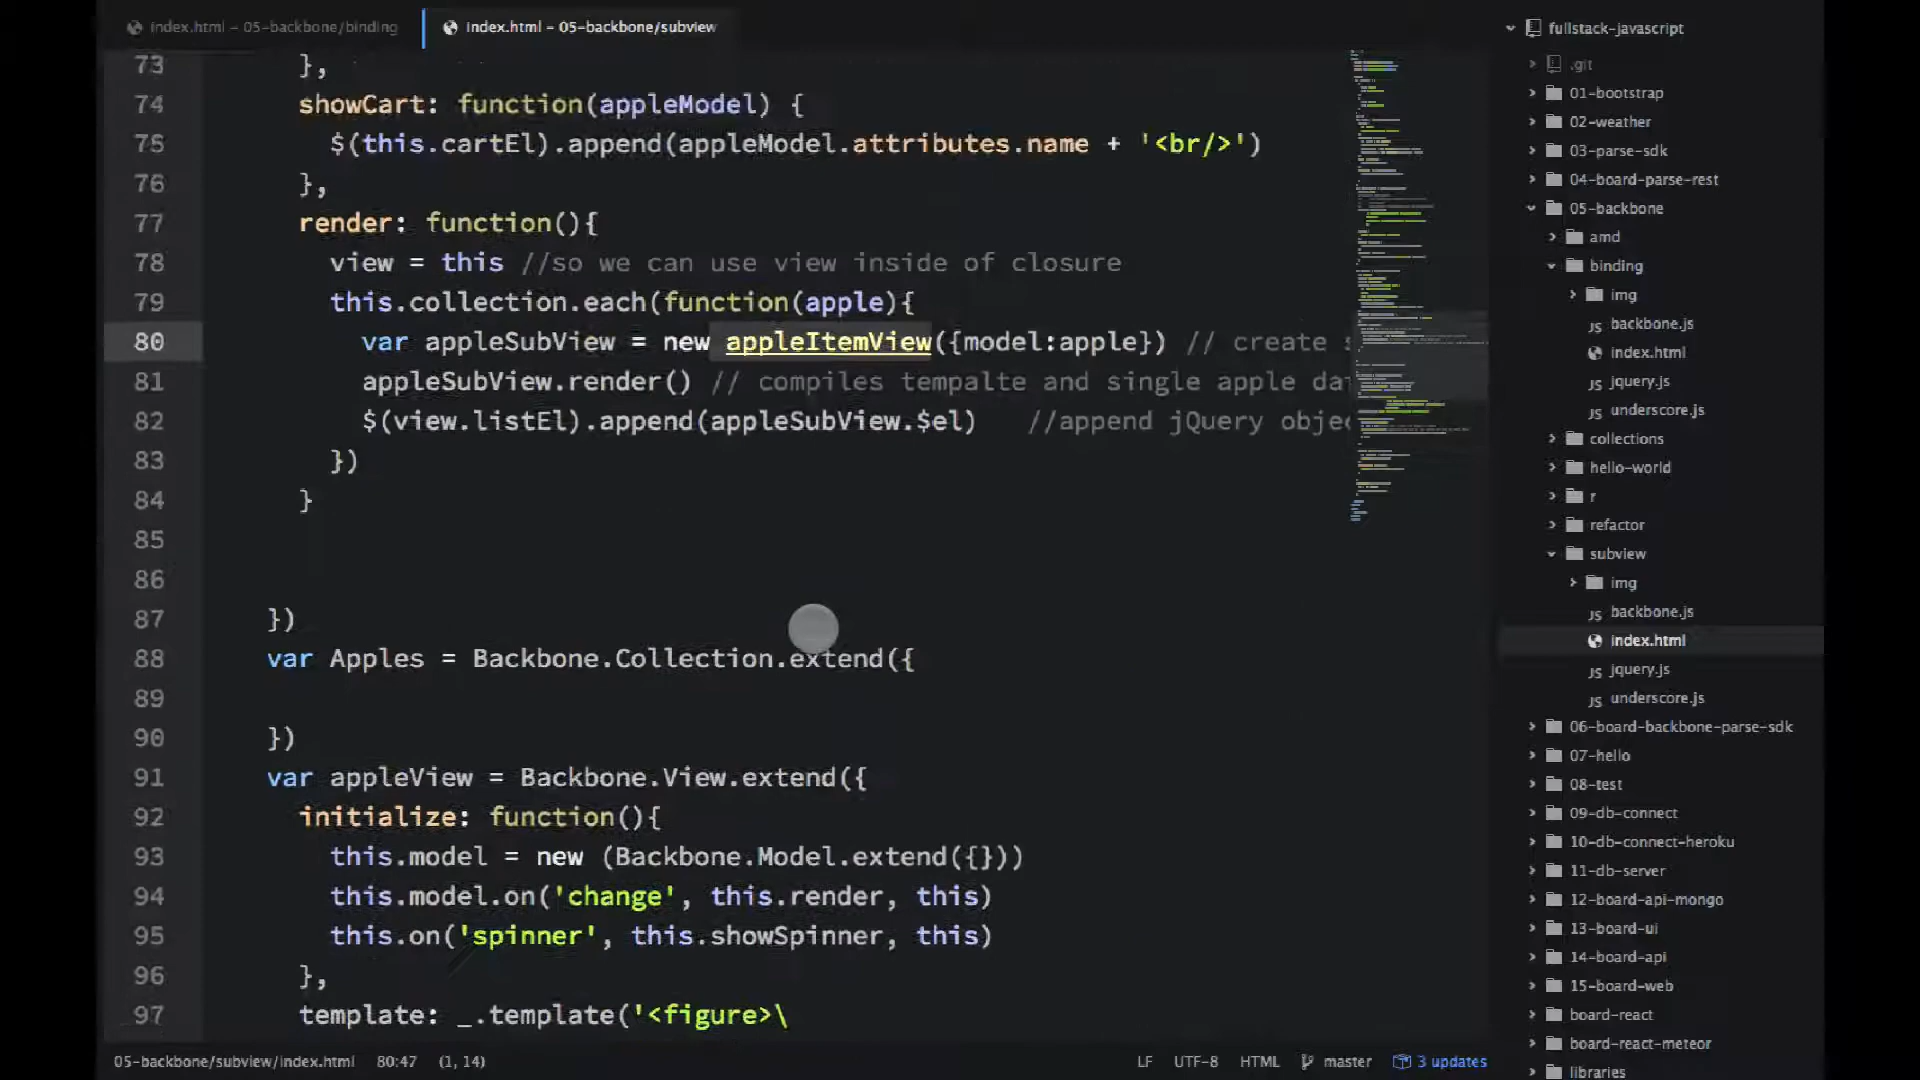 index.html – 05-backbone/binding
index.html – 05-backbone/subview
73 },
74 showCart: function(appleModel) {
75 $(this.cartEl).append(appleModel.attributes.name + '<br/>')
76 },
77 render: function(){
78 view = this //so we can use view inside of closure
79 this.collection.each(function(apple){
80 var appleSubView = new appleItemView({model:apple}) // create
81 appleSubView.render() // compiles tempalte and single apple da
82 $(view.listEl).append(appleSubView.$el) //append jQuery objec
83 })
84 }
85
86
87 })
88 var Apples = Backbone.Collection.extend({
89
90 })
91 var appleView = Backbone.View.extend({
92 initialize: function(){
93 this.model = new (Backbone.Model.extend({}))
94 this.model.on('change', this.render, this)
95 this.on('spinner', this.showSpinner, this)
96 },
97 template: _.template('<figure>\
05-backbone/subview/index.html 80:47 (1, 14)
LF UTF-8 HTML master 3 updates
fullstack-javascript
.git
01-bootstrap
02-weather
03-parse-sdk
04-board-parse-rest
05-backbone
amd
binding
img
JS backbone.js
index.html
JS jquery.js
JS underscore.js
collections
hello-world
r
refactor
subview
img
JS backbone.js
index.html
JS jquery.js
JS underscore.js
06-board-backbone-parse-sdk
07-hello
08-test
09-db-connect
10-db-connect-heroku
11-db-server
12-board-api-mongo
13-board-ui
14-board-api
15-board-web
board-react
board-react-meteor
libraries